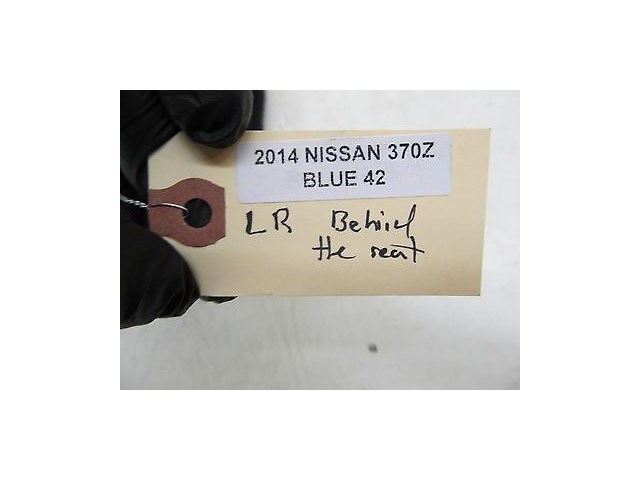 2014 NISSAN 370Z
BLUE 42
LR Behind
the seat